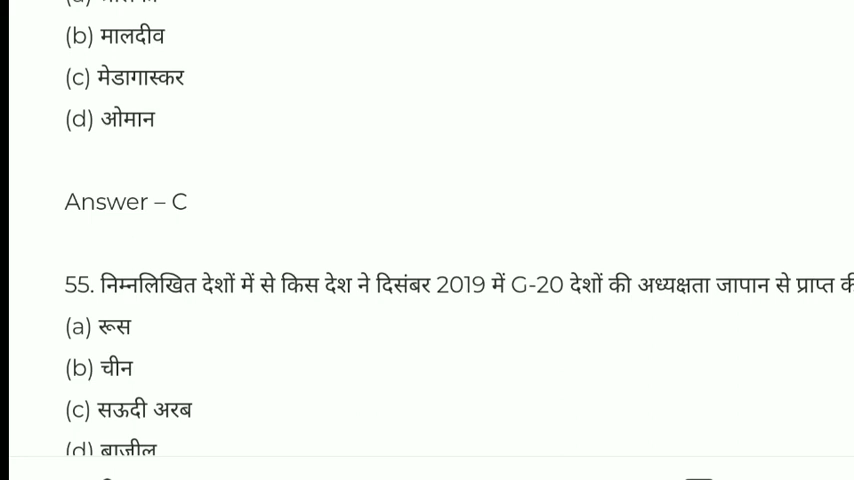 (b) मालदीव
(c) मेडागास्कर
(d) ओमान
Answer – C
55. निम्नलिखित देशों में से किस देश ने दिसंबर 2019 में G-20 देशों की अध्यक्षता जापान से प्राप्त की
(a) रूस
(b) चीन
(c) सऊदी अरब
(d) ब्राजील